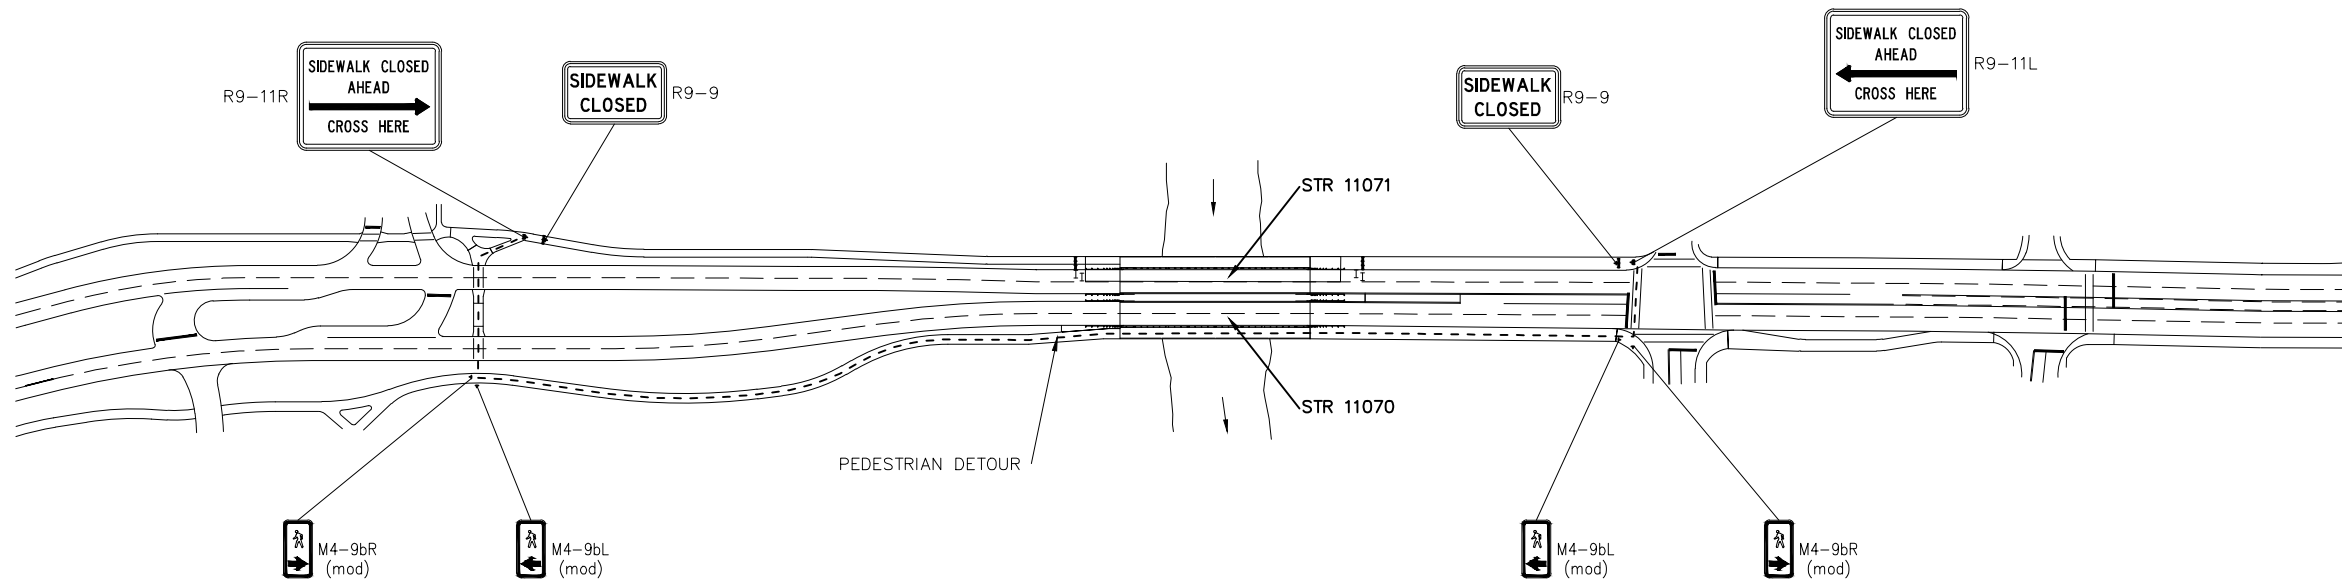 SIDEWALK CLOSED
AHEAD
CROSS HERE
R9-11R
SIDEWALK
CLOSED
R9-9
SIDEWALK
CLOSED
R9-9
SIDEWALK CLOSED
AHEAD
CROSS HERE
R9-11L
STR 11071
STR 11070
PEDESTRIAN DETOUR
M4-9bR
(mod)
M4-9bL
(mod)
M4-9bL
(mod)
M4-9bR
(mod)